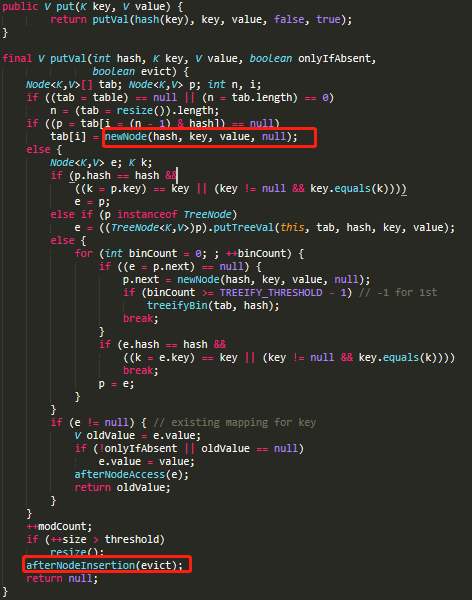 public V put(K key, V value) {
return putVal(hash(key), key, value, false, true);
}
final V putVal(int hash, K key, V value, boolean onlyIfAbsent,
boolean evict) {
Node<K,V>[] tab; Node<K,V> p; int n, i;
if ((tab = table) == null || (n = tab.length) == 0)
n = (tab = resize()).length;
if ((p = tab[i = (n - 1) & hash]) == null)
tab[i] = newNode(hash, key, value, null);
else {
Node<K,V> e; K k;
if (p.hash == hash &&
((k = p.key) == key || (key != null && key.equals(k))))
e = p;
else if (p instanceof TreeNode)
e = ((TreeNode<K,V>)p).putTreeVal(this, tab, hash, key, value);
else {
for (int binCount = 0; ; ++binCount) {
if ((e = p.next) == null) {
p.next = newNode(hash, key, value, null);
if (binCount >= TREEIFY_THRESHOLD - 1) // -1 for 1st
treeifyBin(tab, hash);
break;
}
if (e.hash == hash &&
((k = e.key) == key || (key != null && key.equals(k))))
break;
p = e;
}
}
if (e != null) { // existing mapping for key
V oldValue = e.value;
if (!onlyIfAbsent || oldValue == null)
e.value = value;
afterNodeAccess(e);
return oldValue;
}
}
++modCount;
if (++size > threshold)
resize();
afterNodeInsertion(evict);
return null;
}